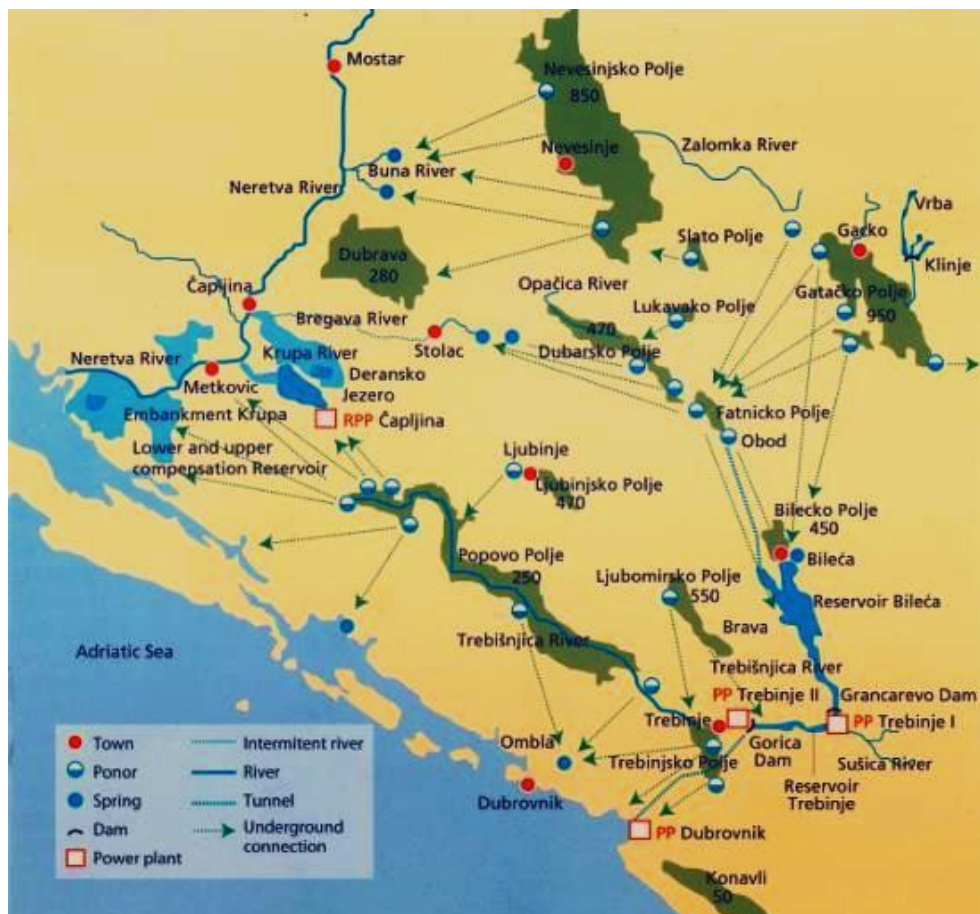 Mostar
Nevesinjsko Polje
850
Zalomka River
Nevesinje
Buna River
Neretva River
Vrba
Gacko
Slato Polje
Klinje
Dubrava
280
Opačica River
Lukavako Polje
Gatačko Polje
950
Čapljina
Bregava River
470
Stolac
Dubarsko Polje
Neretva River
Krupa River
Metkovic
Deransko
Jezero
Fatnicko Polje
Embankment Krupa
RPP Čapljina
Obod
Lower and upper
compensation Reservoir
Ljubinje
Ljubinjsko Polje
470
Bilecko Polje
450
Popovo Polje
250
Bileća
Ljubomirsko Polje
550
Reservoir Bileća
Brava
Trebišnjica River
Adriatic Sea
Trebišnjica River
PP Trebinje II
Grancarevo Dam
Trebinje
PP Trebinje I
Gorica
Dam
Ombla
Trebinjsko Polje
Sušica River
Reservoir
Trebinje
Dubrovnik
PP Dubrovnik
Konavli
50
Town
Intermitent river
Ponor
River
Spring
Tunnel
Dam
Underground
connection
Power plant